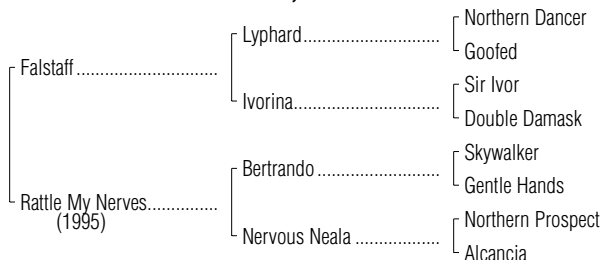 Northern Dancer
Lyphard
Goofed
Falstaff
Sir Ivor
Ivorina
Double Damask
Skywalker
Bertrando
Gentle Hands
Rattle My Nerves
(1995)
Northern Prospect
Nervous Neala
Alcancia